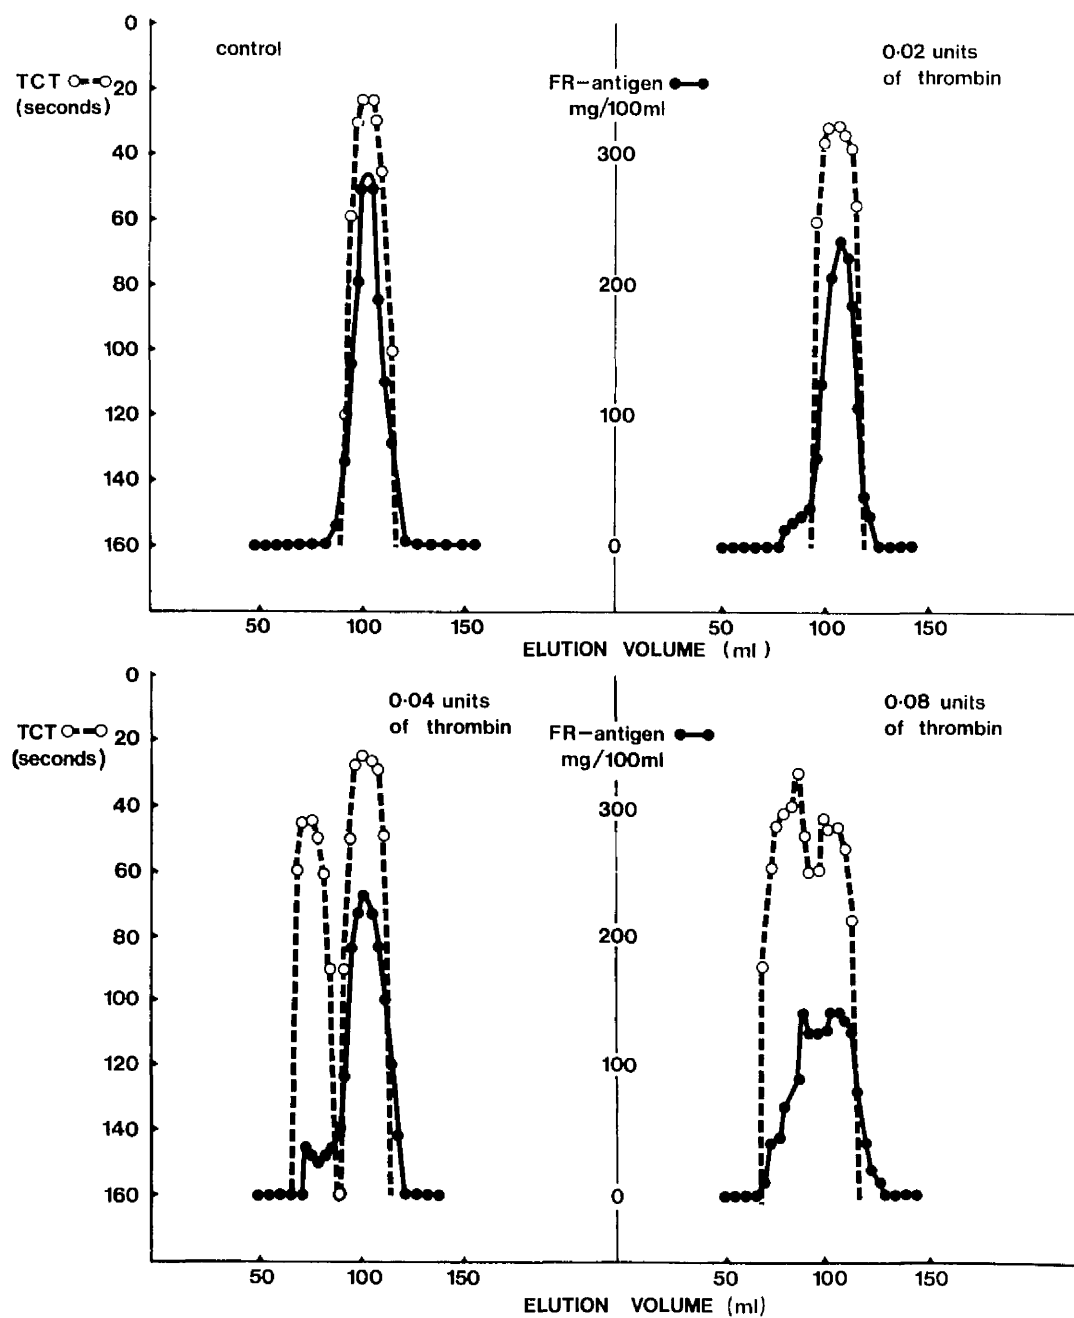 control
TCT
(seconds)
0
20
40
60
80
100
120
140
160
FR–antigen
mg/100ml
300
200
100
0
0·02 units
of thrombin
50
100
150
50
100
150
ELUTION VOLUME (ml)
0·04 units
of thrombin
TCT
(seconds)
0
20
40
60
80
100
120
140
160
FR–antigen
mg/100ml
300
200
100
0
0·08 units
of thrombin
50
100
150
50
100
150
ELUTION VOLUME (ml)